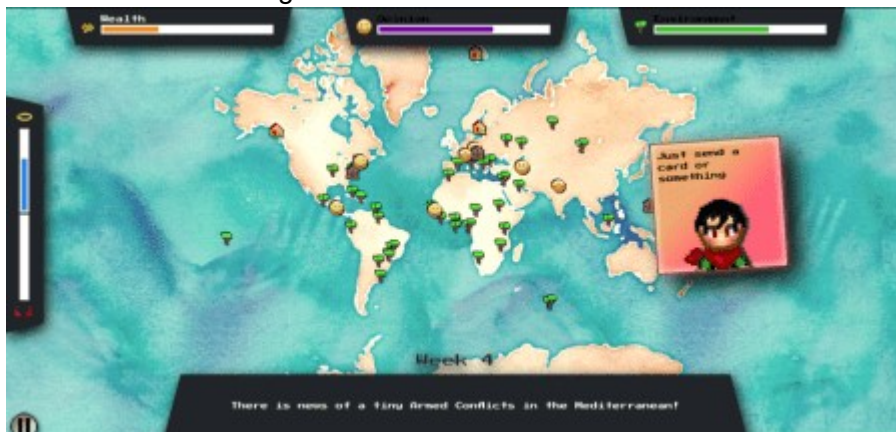 Wealth
Opinion
Environment
Just send a
card or
something
Week 4
There is news of a tiny Armed Conflicts in the Mediterranean!